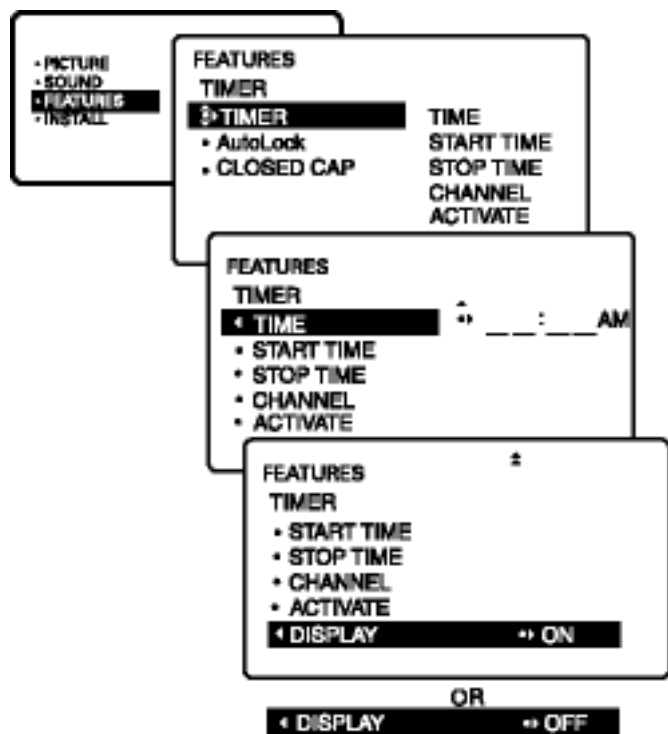 • PICTURE
• SOUND
• FEATURES
• INSTALL
FEATURES
TIMER
TIMER
• AutoLock
• CLOSED CAP
TIME
START TIME
STOP TIME
CHANNEL
ACTIVATE
FEATURES
TIMER
TIME __ __:__ __AM
• START TIME
• STOP TIME
• CHANNEL
• ACTIVATE
FEATURES
TIMER
• START TIME
• STOP TIME
• CHANNEL
• ACTIVATE
DISPLAY ON
OR
DISPLAY OFF